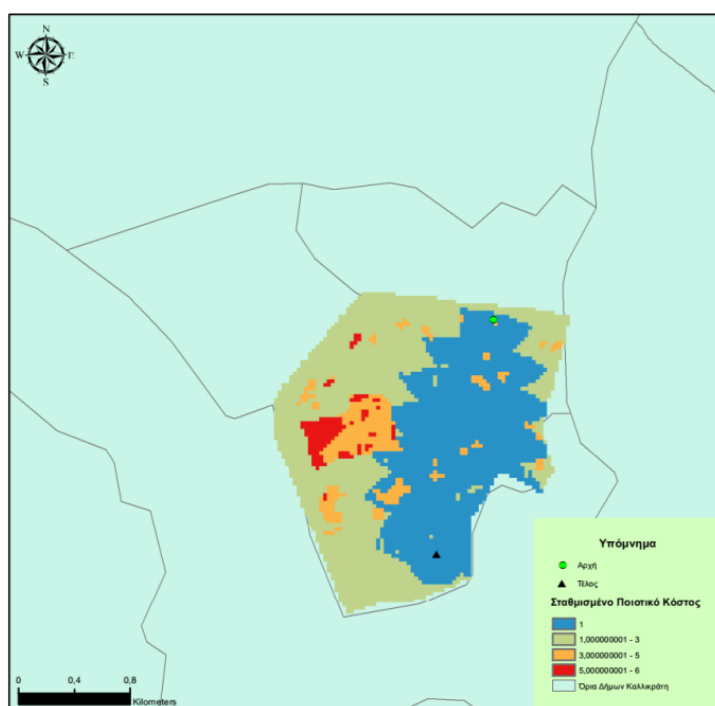 N
W E
S
Υπόμνημα
Αρχή
Τέλος
Σταθμισμένο Ποιοτικό Κόστος
1
1,000000001 - 3
3,000000001 - 5
5,000000001 - 6
Όρια Δήμων Καλλικράτη
0 0,4 0,8
Kilometers